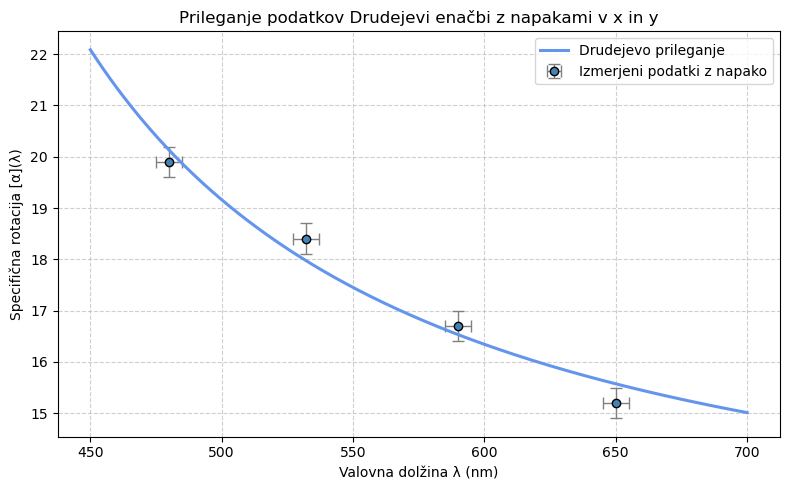 Prileganje podatkov Drudejevi enačbi z napakami v x in y
Drudejevo prileganje
Izmerjeni podatki z napako
Specifična rotacija [α](λ)
22
21
20
19
18
17
16
15
450
500
550
600
650
700
Valovna dolžina λ (nm)